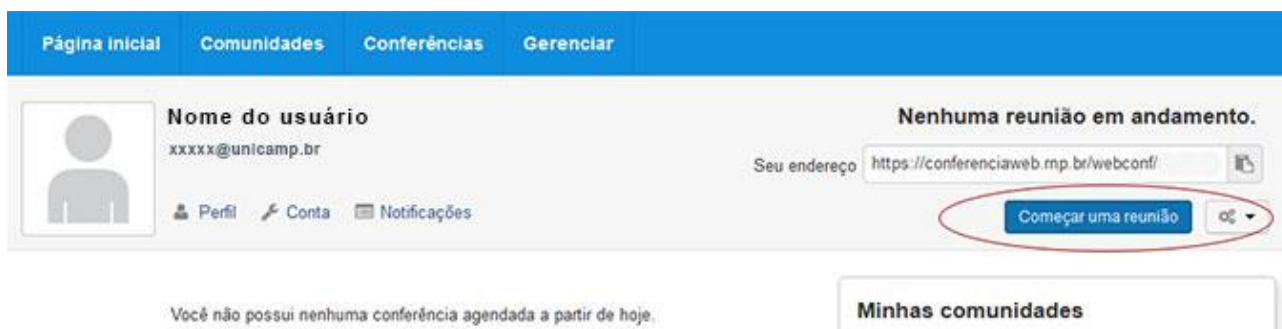 Página inicial Comunidades Conferências Gerenciar
Nome do usuário
xxxxx@unicamp.br
Perfil Conta Notificações
Nenhuma reunião em andamento.
Seu endereço https://conferenciaweb.rnp.br/webconf/
Começar uma reunião
Você não possui nenhuma conferência agendada a partir de hoje.
Minhas comunidades